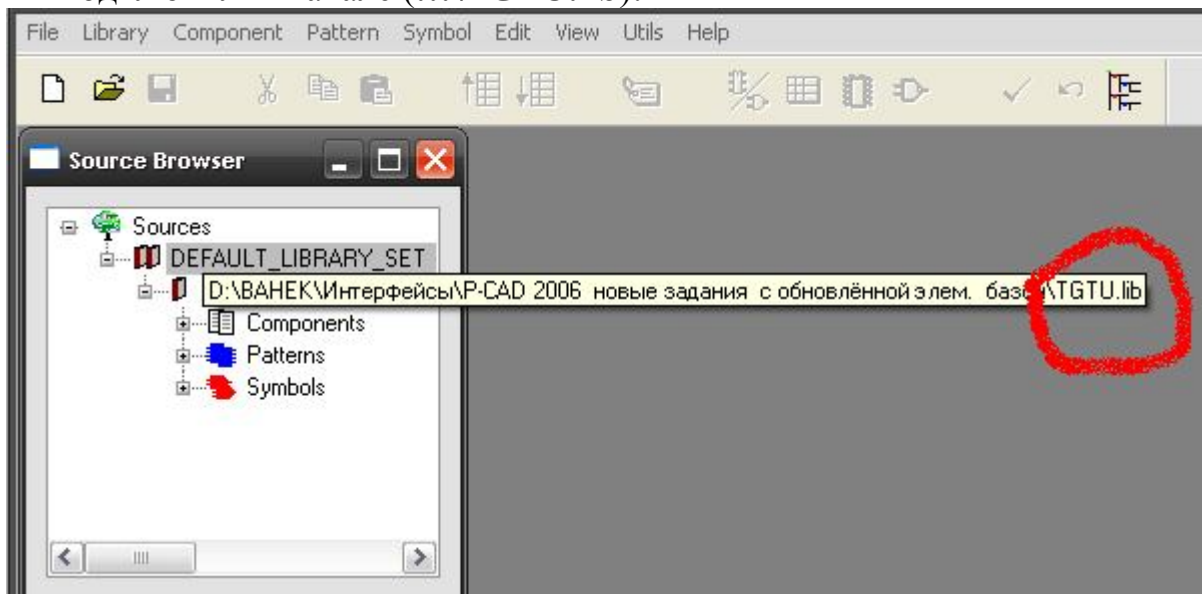 File Library Component Pattern Symbol Edit View Utils Help
Source Browser
Sources
DEFAULT_LIBRARY_SET
D:\ВАНЕК\Интерфейсы\P-CAD 2006 новые задания с обновлённой элем. базой\TGTU.lib
Components
Patterns
Symbols